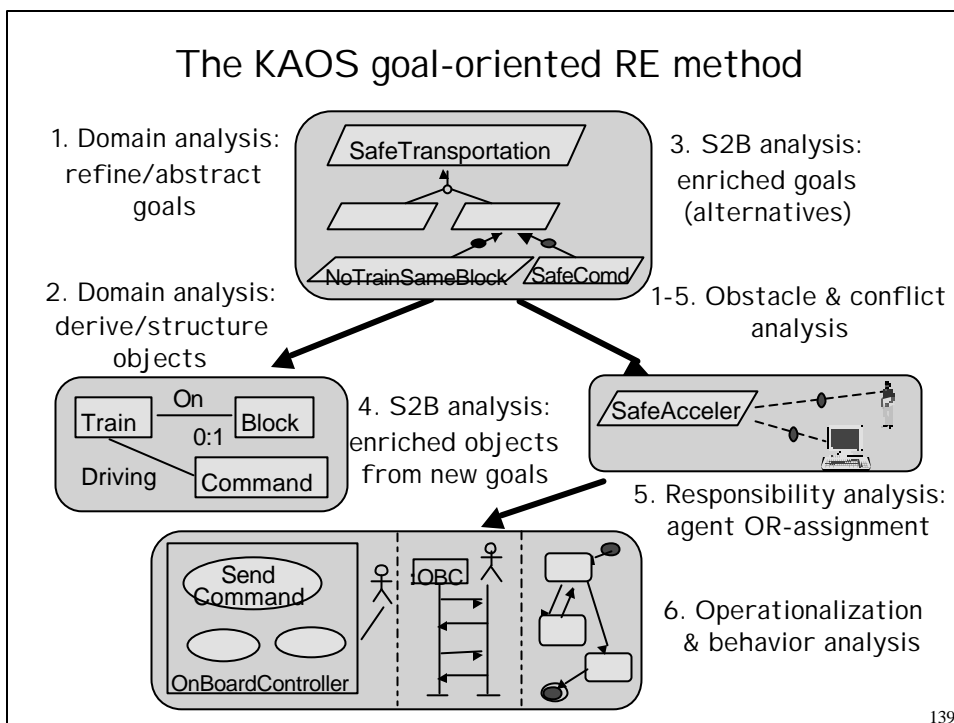 The KAOS goal-oriented RE method
1. Domain analysis:
refine/abstract
goals
SafeTransportation
NoTrainSameBlock
SafeComd
3. S2B analysis:
enriched goals
(alternatives)
2. Domain analysis:
derive/structure
objects
1-5. Obstacle & conflict
analysis
Train
On
0:1
Block
Driving
Command
4. S2B analysis:
enriched objects
from new goals
SafeAcceler
5. Responsibility analysis:
agent OR-assignment
Send
Command
OnBoardController
:OBC
6. Operationalization
& behavior analysis
139